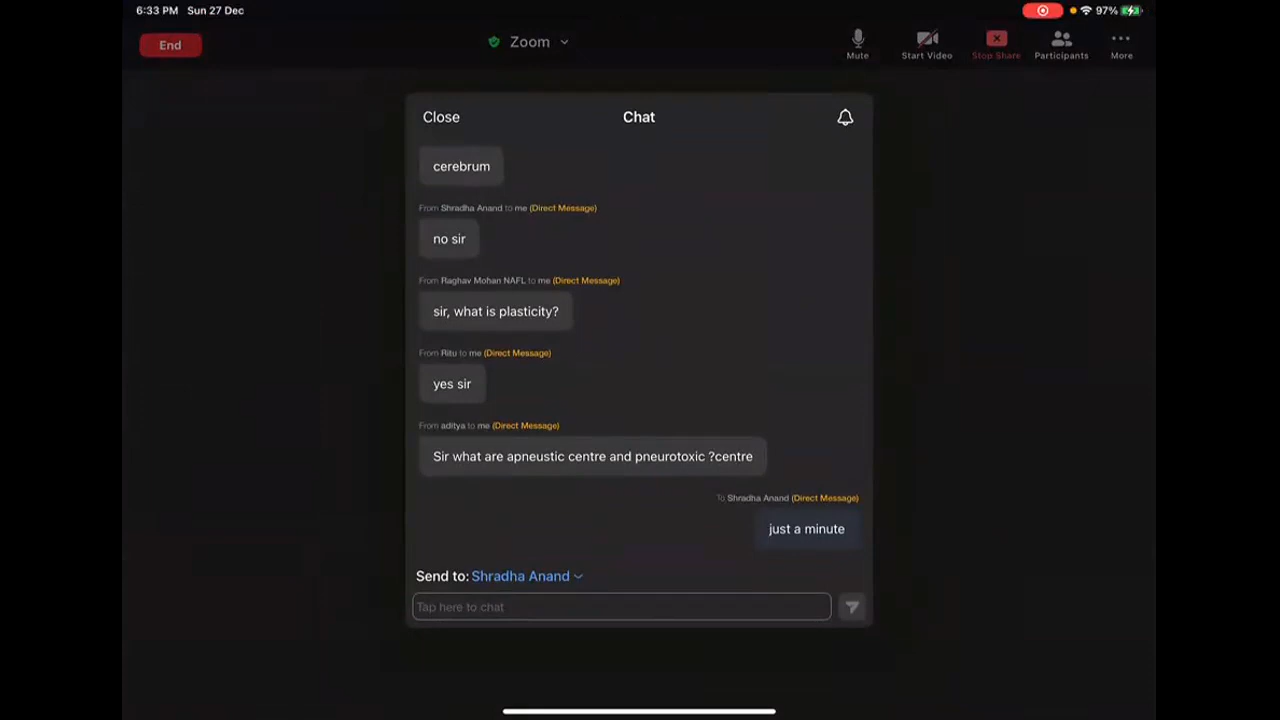 6:33 PM Sun 27 Dec
97%
End
Zoom
Mute
Start Video
Stop Share
Participants
More
Close
Chat
cerebrum
From Shradha Anand to me (Direct Message)
no sir
From Raghav Mohan NAFL to me (Direct Message)
sir, what is plasticity?
From Ritu to me (Direct Message)
yes sir
From aditya to me (Direct Message)
Sir what are apneustic centre and pneurotoxic ?centre
To Shradha Anand (Direct Message)
just a minute
Send to: Shradha Anand
Tap here to chat